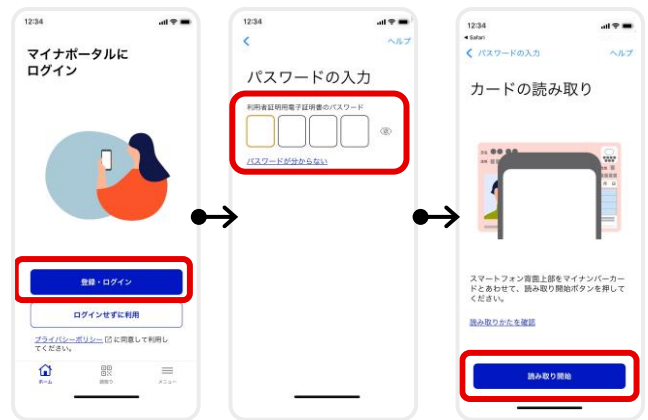 12:34
マイナポータルに
ログイン
登録・ログイン
ログインせずに利用
プライバシーポリシー に同意して利用し
てください。
ホーム
読取り
メニュー
12:34
ヘルプ
パスワードの入力
利用者証明用電子証明書のパスワード
パスワードが分からない
12:34
Safari
パスワードの入力
ヘルプ
カードの読み取り
スマートフォン背面上部をマイナンバーカー
ドとあわせて、読み取り開始ボタンを押して
ください。
読み取りかたを確認
読み取り開始